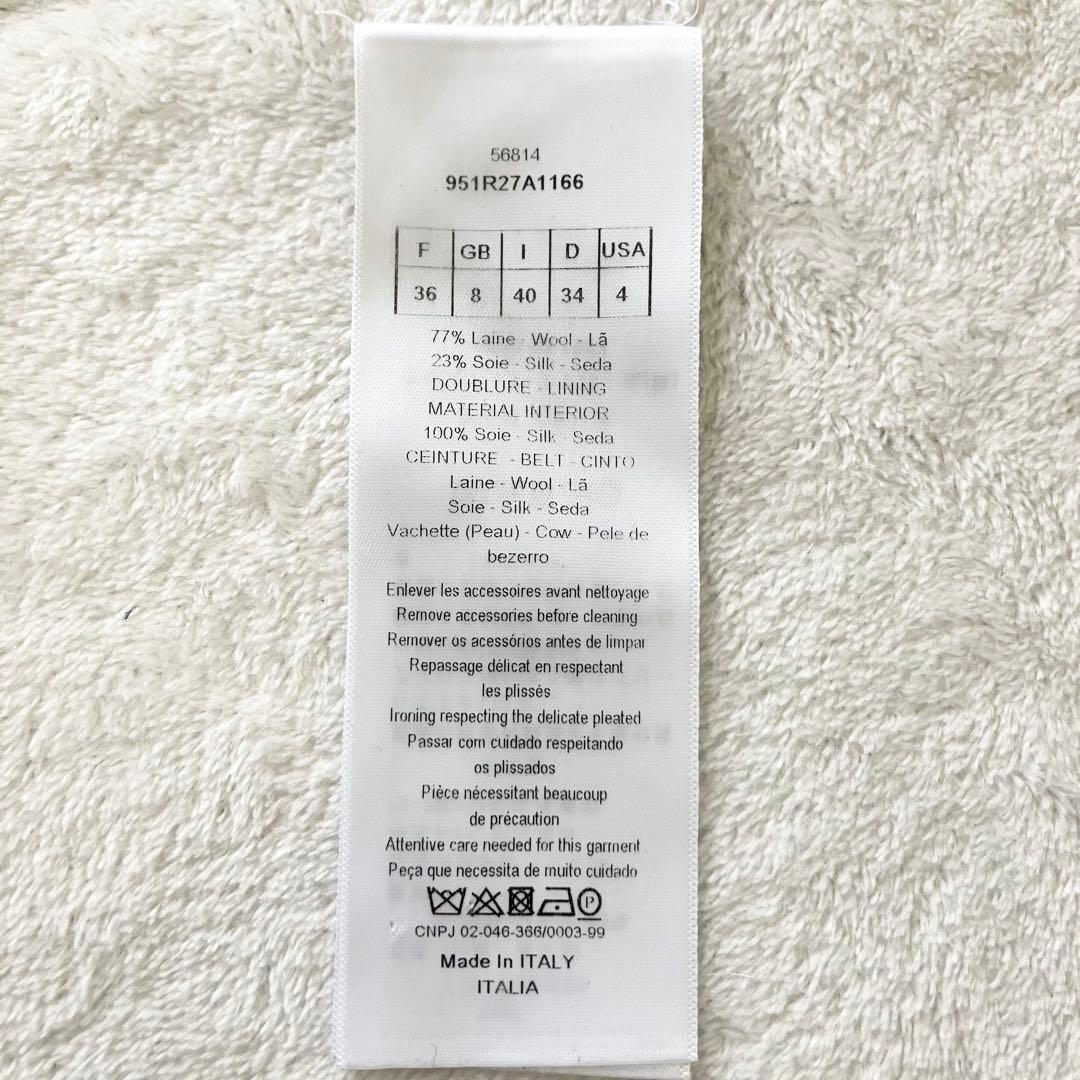 56814
951R27A1166
F GB I D USA
36 8 40 34 4
77% Laine - Wool - Lã
23% Soie - Silk - Seda
DOUBLURE - LINING
MATERIAL INTERIOR
100% Soie - Silk - Seda
CEINTURE - BELT - CINTO
Laine - Wool - Lã
Soie - Silk - Seda
Vachette (Peau) - Cow - Pele de
bezerro
Enlever les accessoires avant nettoyage
Remove accessories before cleaning
Remover os acessórios antes de limpar
Repassage délicat en respectant
les plissés
Ironing respecting the delicate pleated
Passar com cuidado respeitando
os plissados
Pièce nécessitant beaucoup
de précaution
Attentive care needed for this garment
Peça que necessita de muito cuidado
P
CNPJ 02-046-366/0003-99
Made In ITALY
ITALIA